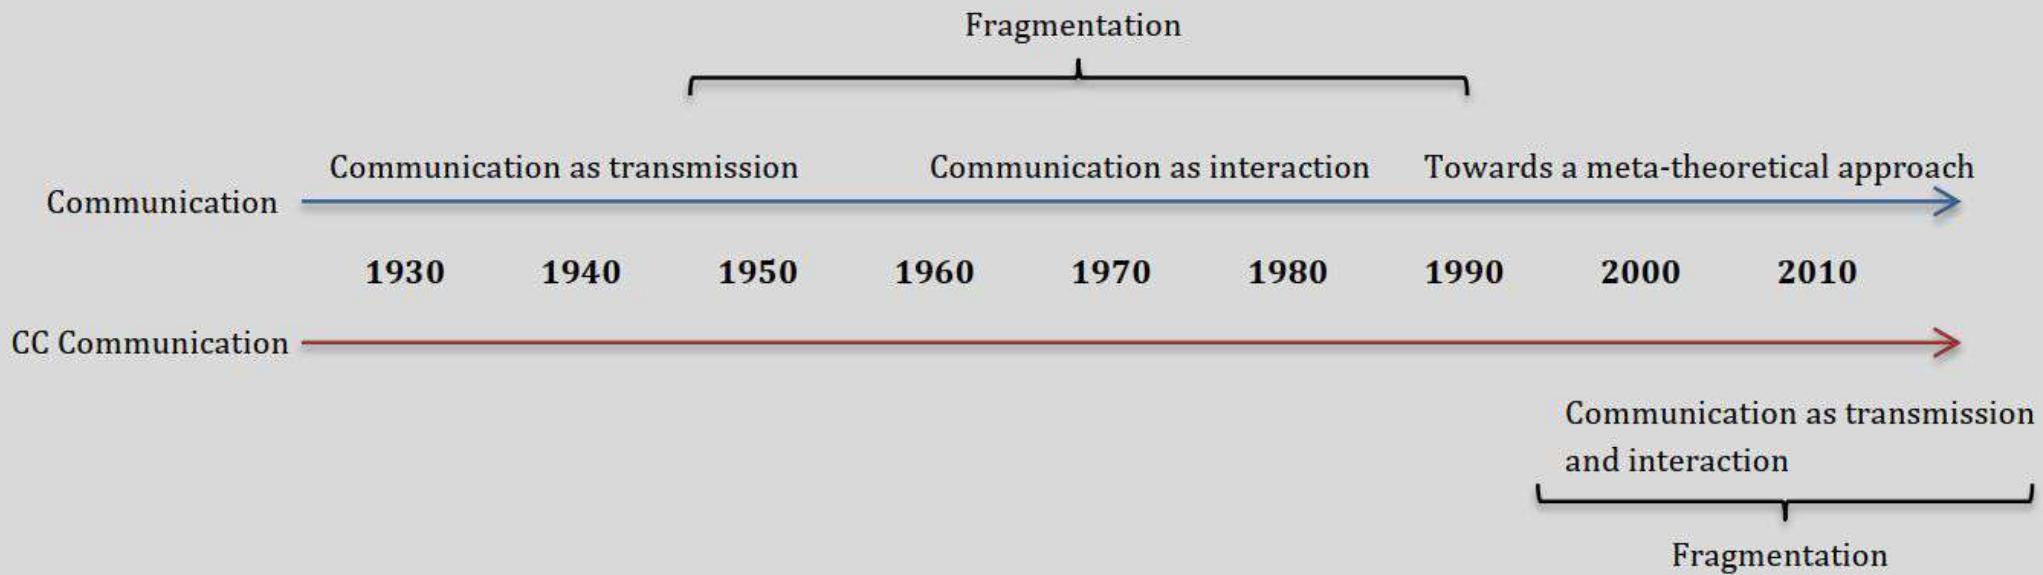 Fragmentation
Communication as transmission Communication as interaction Towards a meta-theoretical approach
Communication
1930 1940 1950 1960 1970 1980 1990 2000 2010
CC Communication
Communication as transmission
and interaction
Fragmentation